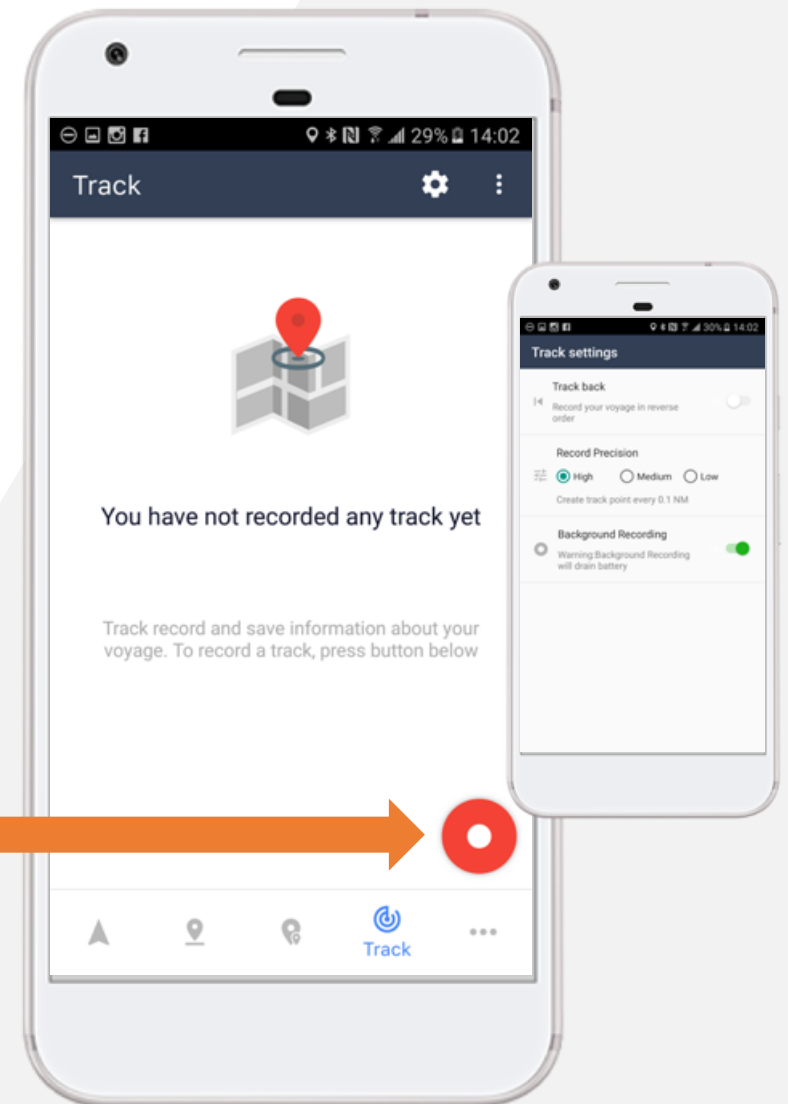 29% 14:02
Track
You have not recorded any track yet
Track record and save information about your
voyage. To record a track, press button below
Track
30% 14:02
Track settings
Track back
Record your voyage in reverse
order
Record Precision
High Medium Low
Create track point every 0.1 NM
Background Recording
Warning:Background Recording
will drain battery